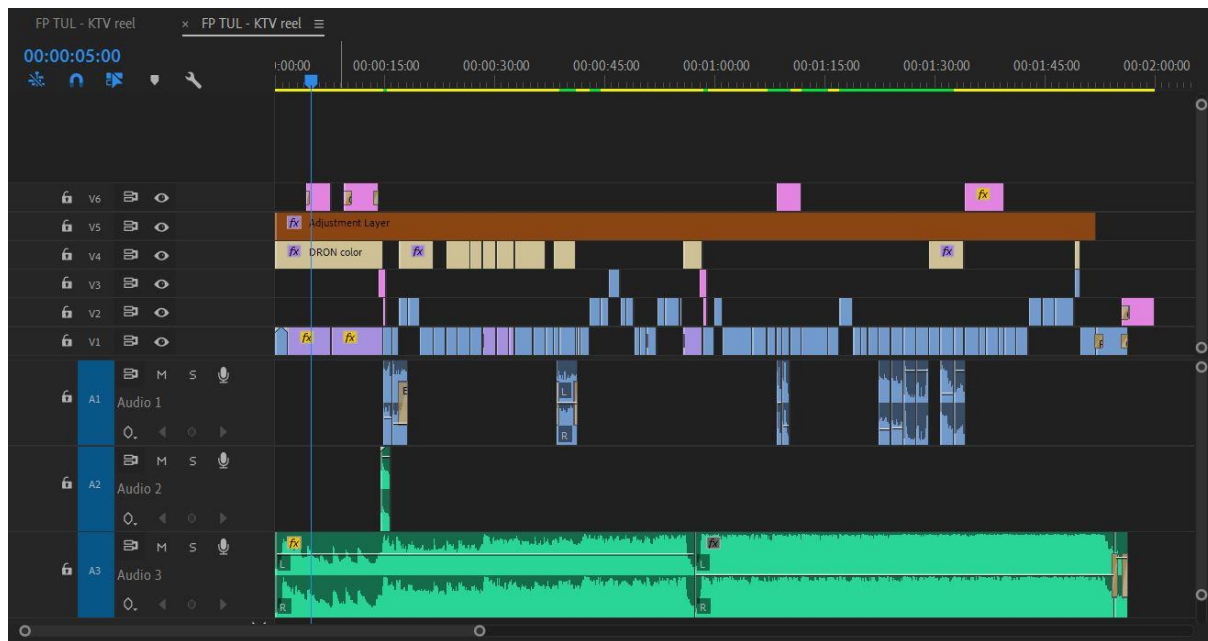 FP TUL - KTV reel × FP TUL - KTV reel ≡
00:00:05:00
:00:00 00:00:15:00 00:00:30:00 00:00:45:00 00:01:00:00 00:01:15:00 00:01:30:00 00:01:45:00 00:02:00:00
V6 fx
V5 fx Adjustment Layer
V4 fx DRON color fx fx
V3
V2
V1 fx fx
M S
A1 Audio 1 L
R
M S
A2 Audio 2
M S fx fx
A3 Audio 3 L L
R R